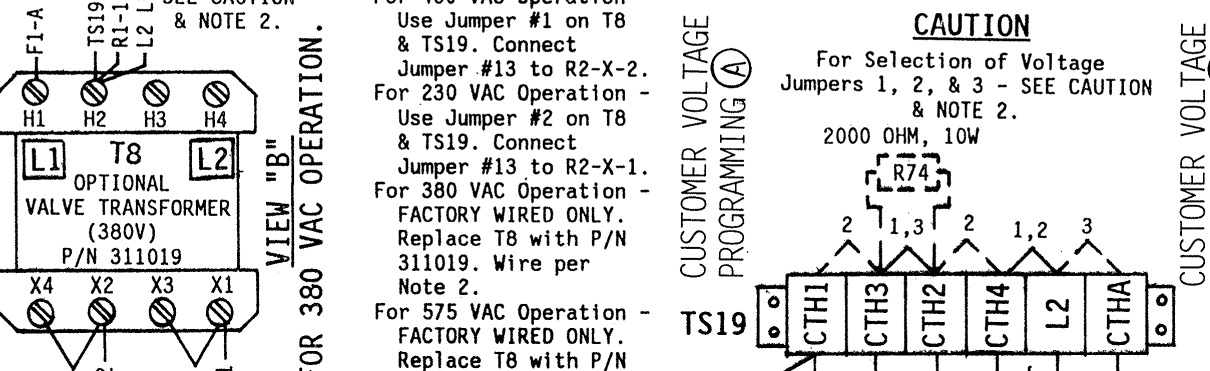 F1-A
TS19
R1-1
L2 L
& NOTE 2.
H1 H2 H3 H4
L1 T8 L2
OPTIONAL
VALVE TRANSFORMER
(380V)
P/N 311019
X4 X2 X3 X1
VIEW "B"
FOR 380 VAC OPERATION.
Use Jumper #1 on T8
& TS19. Connect
Jumper #13 to R2-X-2.
For 230 VAC Operation -
Use Jumper #2 on T8
& TS19. Connect
Jumper #13 to R2-X-1.
For 380 VAC Operation -
FACTORY WIRED ONLY.
Replace T8 with P/N
311019. Wire per
Note 2.
For 575 VAC Operation -
FACTORY WIRED ONLY.
Replace T8 with P/N
CUSTOMER VOLTAGE
PROGRAMMING A
CAUTION
For Selection of Voltage
Jumpers 1, 2, & 3 - SEE CAUTION
& NOTE 2.
2000 OHM, 10W
R74
2 1,3 2 1,2 3
TS19
CTH1 CTH3 CTH2 CTH4 L2 CTHA
CUSTOMER VOLTAGE